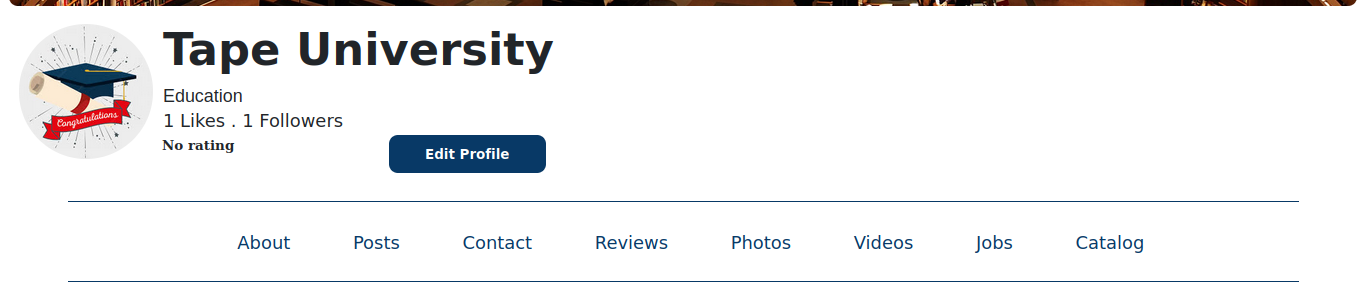 Tape University
Congratulations
Education
1 Likes . 1 Followers
No rating
Edit Profile
About Posts Contact Reviews Photos Videos Jobs Catalog